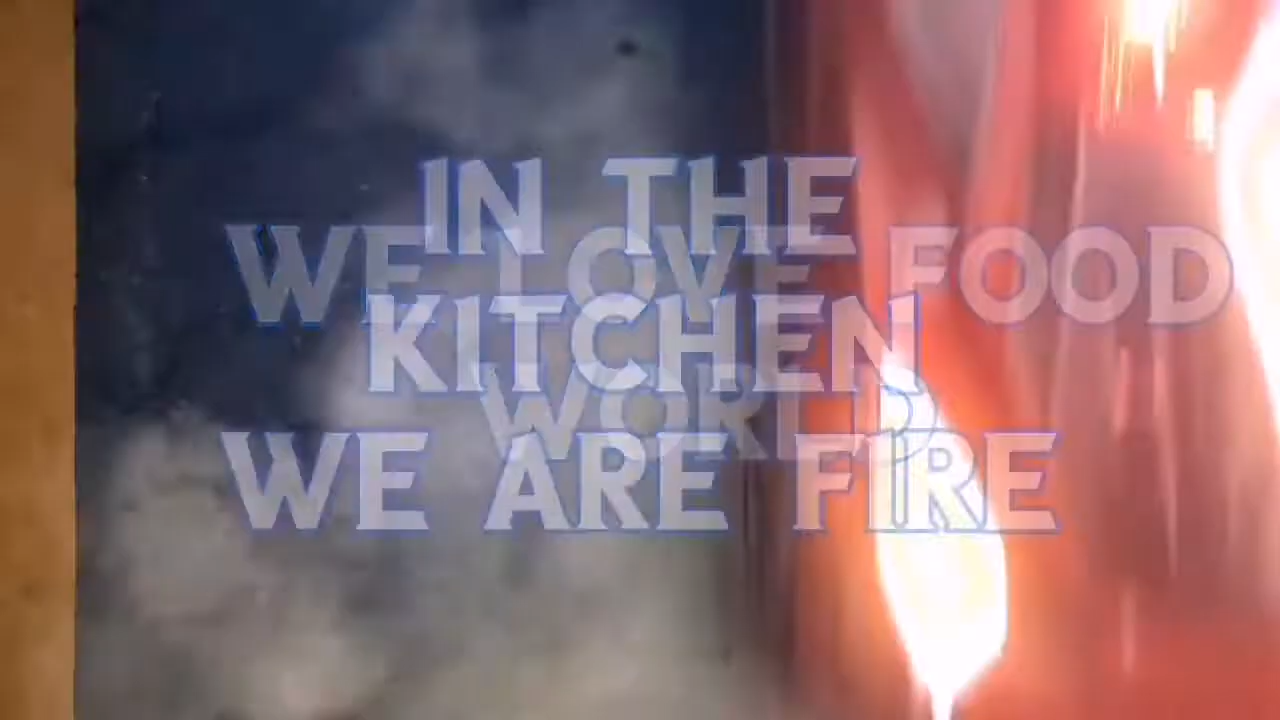 IN THE
KITCHEN
WE ARE FIRE
WE LOVE FOOD
WORLD